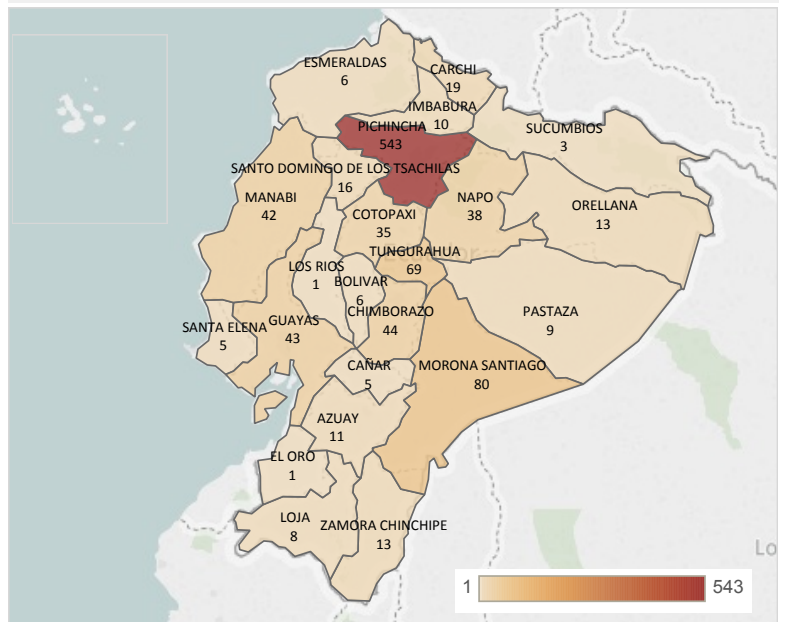 ESMERALDAS
6
CARCHI
19
IMBABURA
10
PICHINCHA
543
SUCUMBIOS
3
SANTO DOMINGO DE LOS TSACHILAS
16
MANABI
42
NAPO
38
ORELLANA
13
COTOPAXI
35
TUNGURAHUA
69
LOS RIOS
1
BOLIVAR
6
CHIMBORAZO
44
PASTAZA
9
SANTA ELENA
5
GUAYAS
43
CAÑAR
5
MORONA SANTIAGO
80
AZUAY
11
EL ORO
1
LOJA
8
ZAMORA CHINCHIPE
13
Lo
1
543